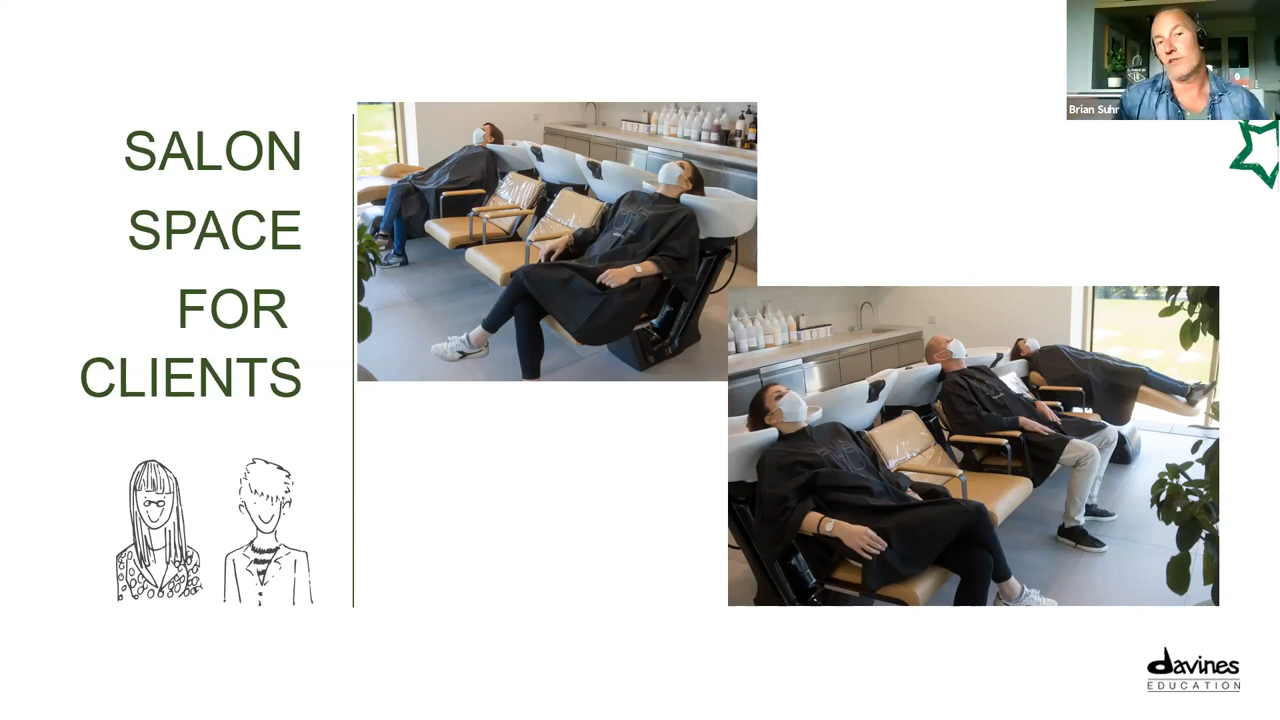 SALON
SPACE
FOR
CLIENTS
Brian Suhr
davines
EDUCATION